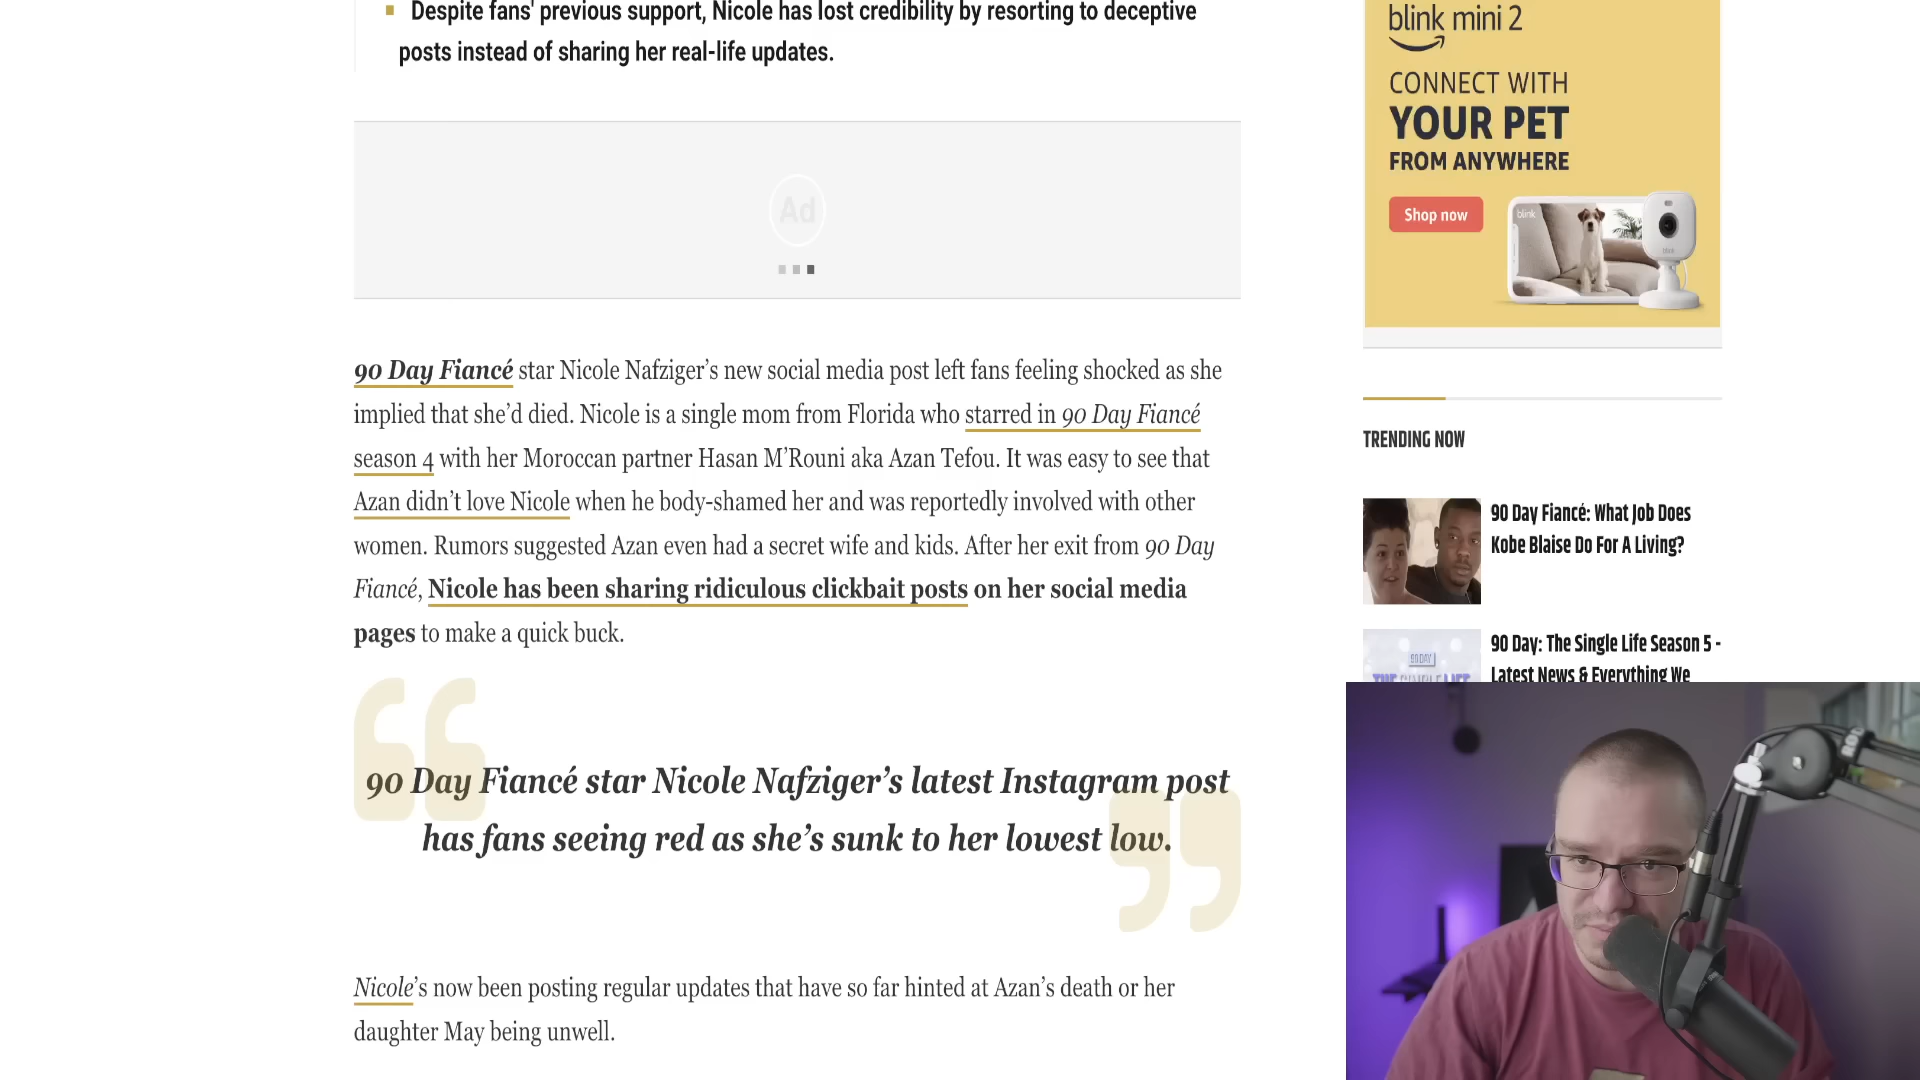 Despite fans' previous support, Nicole has lost credibility by resorting to deceptive
posts instead of sharing her real-life updates.
Ad
90 Day Fiancé star Nicole Nafziger’s new social media post left fans feeling shocked as she
implied that she’d died. Nicole is a single mom from Florida who starred in 90 Day Fiancé
season 4 with her Moroccan partner Hasan M’Rouni aka Azan Tefou. It was easy to see that
Azan didn’t love Nicole when he body-shamed her and was reportedly involved with other
women. Rumors suggested Azan even had a secret wife and kids. After her exit from 90 Day
Fiancé, Nicole has been sharing ridiculous clickbait posts on her social media
pages to make a quick buck.
90 Day Fiancé star Nicole Nafziger’s latest Instagram post
has fans seeing red as she’s sunk to her lowest low.
Nicole’s now been posting regular updates that have so far hinted at Azan’s death or her
daughter May being unwell.
blink mini 2
CONNECT WITH
YOUR PET
FROM ANYWHERE
Shop now
blink
TRENDING NOW
90 Day Fiancé: What Job Does
Kobe Blaise Do For A Living?
90 Day: The Single Life Season 5 -
Latest News & Everything We
90 DAY
THE SINGLE LIFE